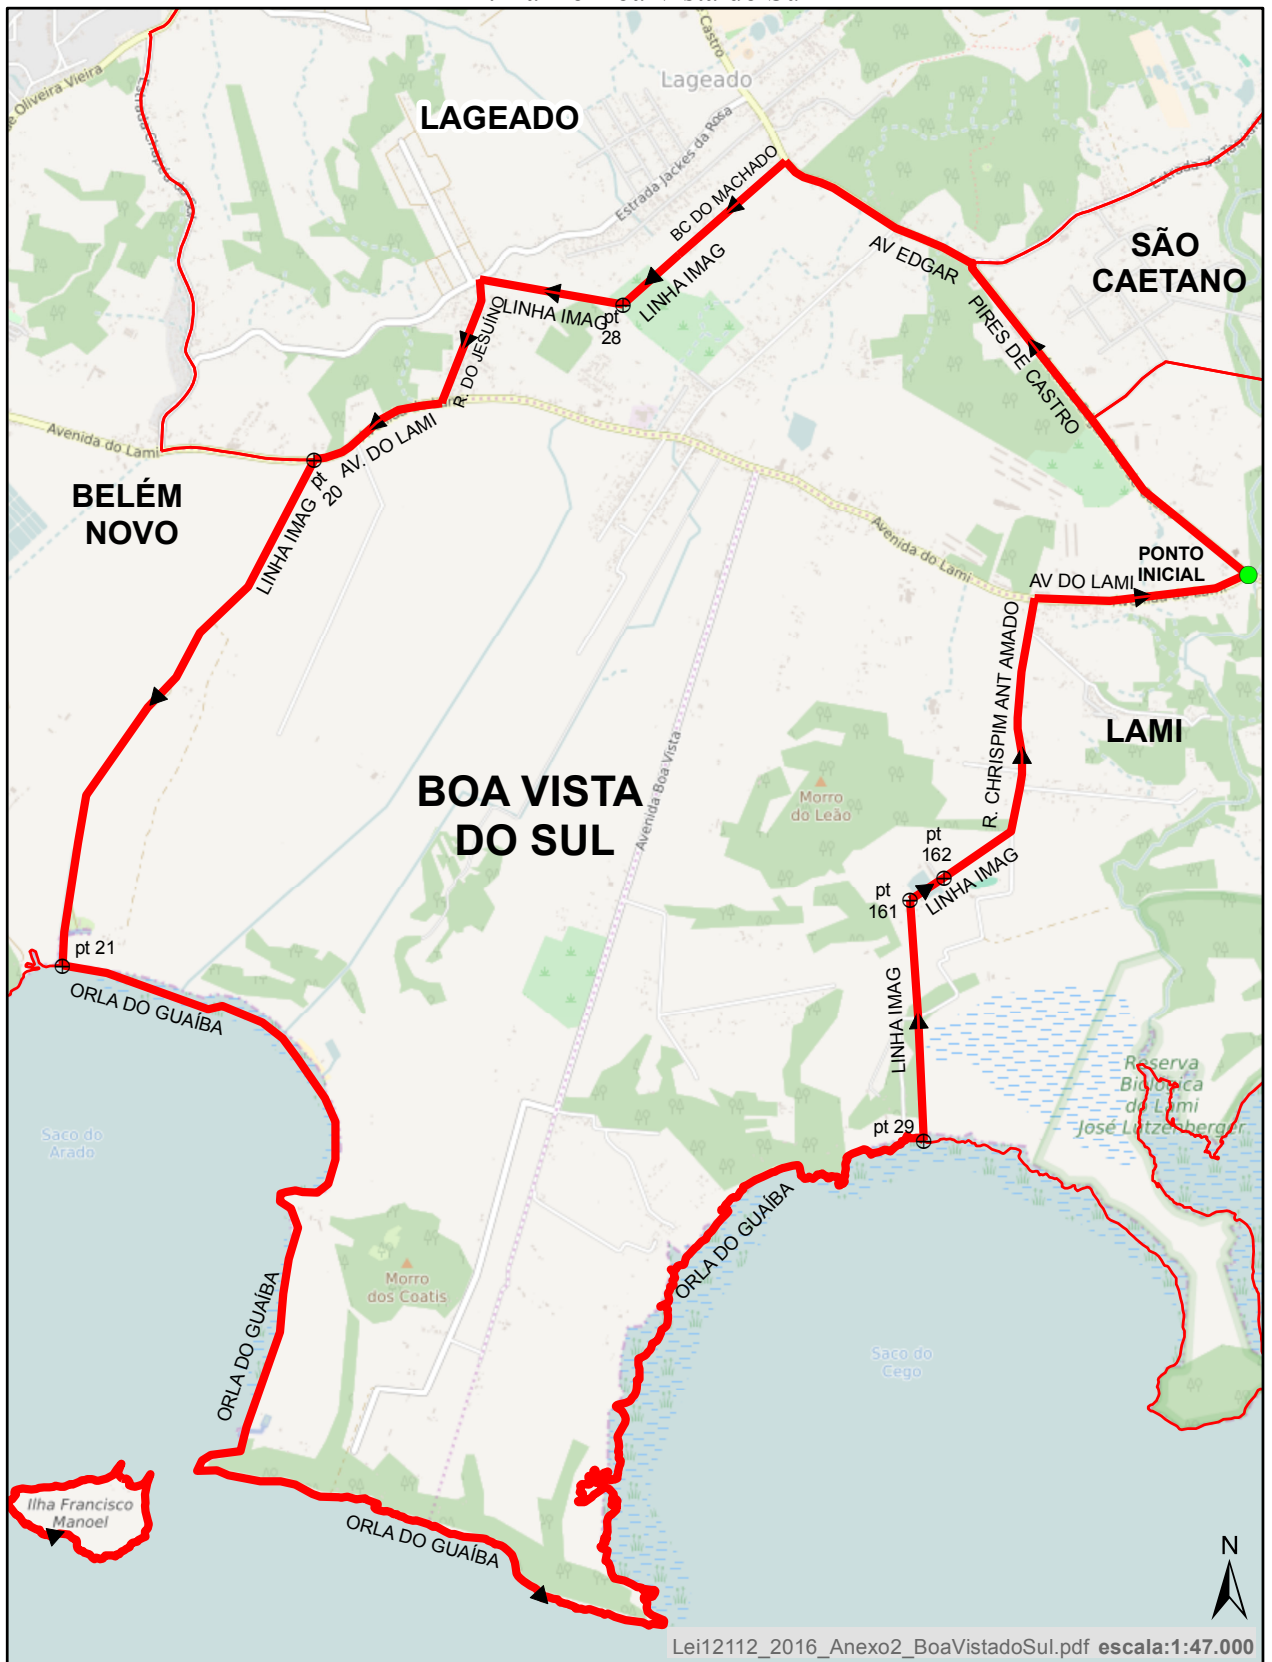 Castro
Lageado
LAGEADO
de Oliveira Vieira
Estrada Jackes da Rosa
BC DO MACHADO
LINHA IMAG
AV EDGAR
PIRES DE CASTRO
SÃO
CAETANO
LINHA IMAG
pt
28
R. DO JESUÍNO
AV. DO LAMI
Avenida do Lami
pt
20
BELÉM
NOVO
LINHA IMAG
Avenida do Lami
PONTO
INICIAL
AV DO LAMI
R. CHRISPIM ANT AMADO
LAMI
BOA VISTA
DO SUL
Avenida Boa Vista
Morro
do Leão
pt
162
LINHA IMAG
pt
161
LINHA IMAG
pt 21
ORLA DO GUAÍBA
Reserva
Biológica
do Lami
José Lutzenberger
pt 29
Saco do
Arado
ORLA DO GUAÍBA
Morro
dos Coatis
ORLA DO GUAÍBA
Saco do
Cego
Ilha Francisco
Manoel
ORLA DO GUAÍBA
N
Lei12112_2016_Anexo2_BoaVistadoSul.pdf escala:1:47.000